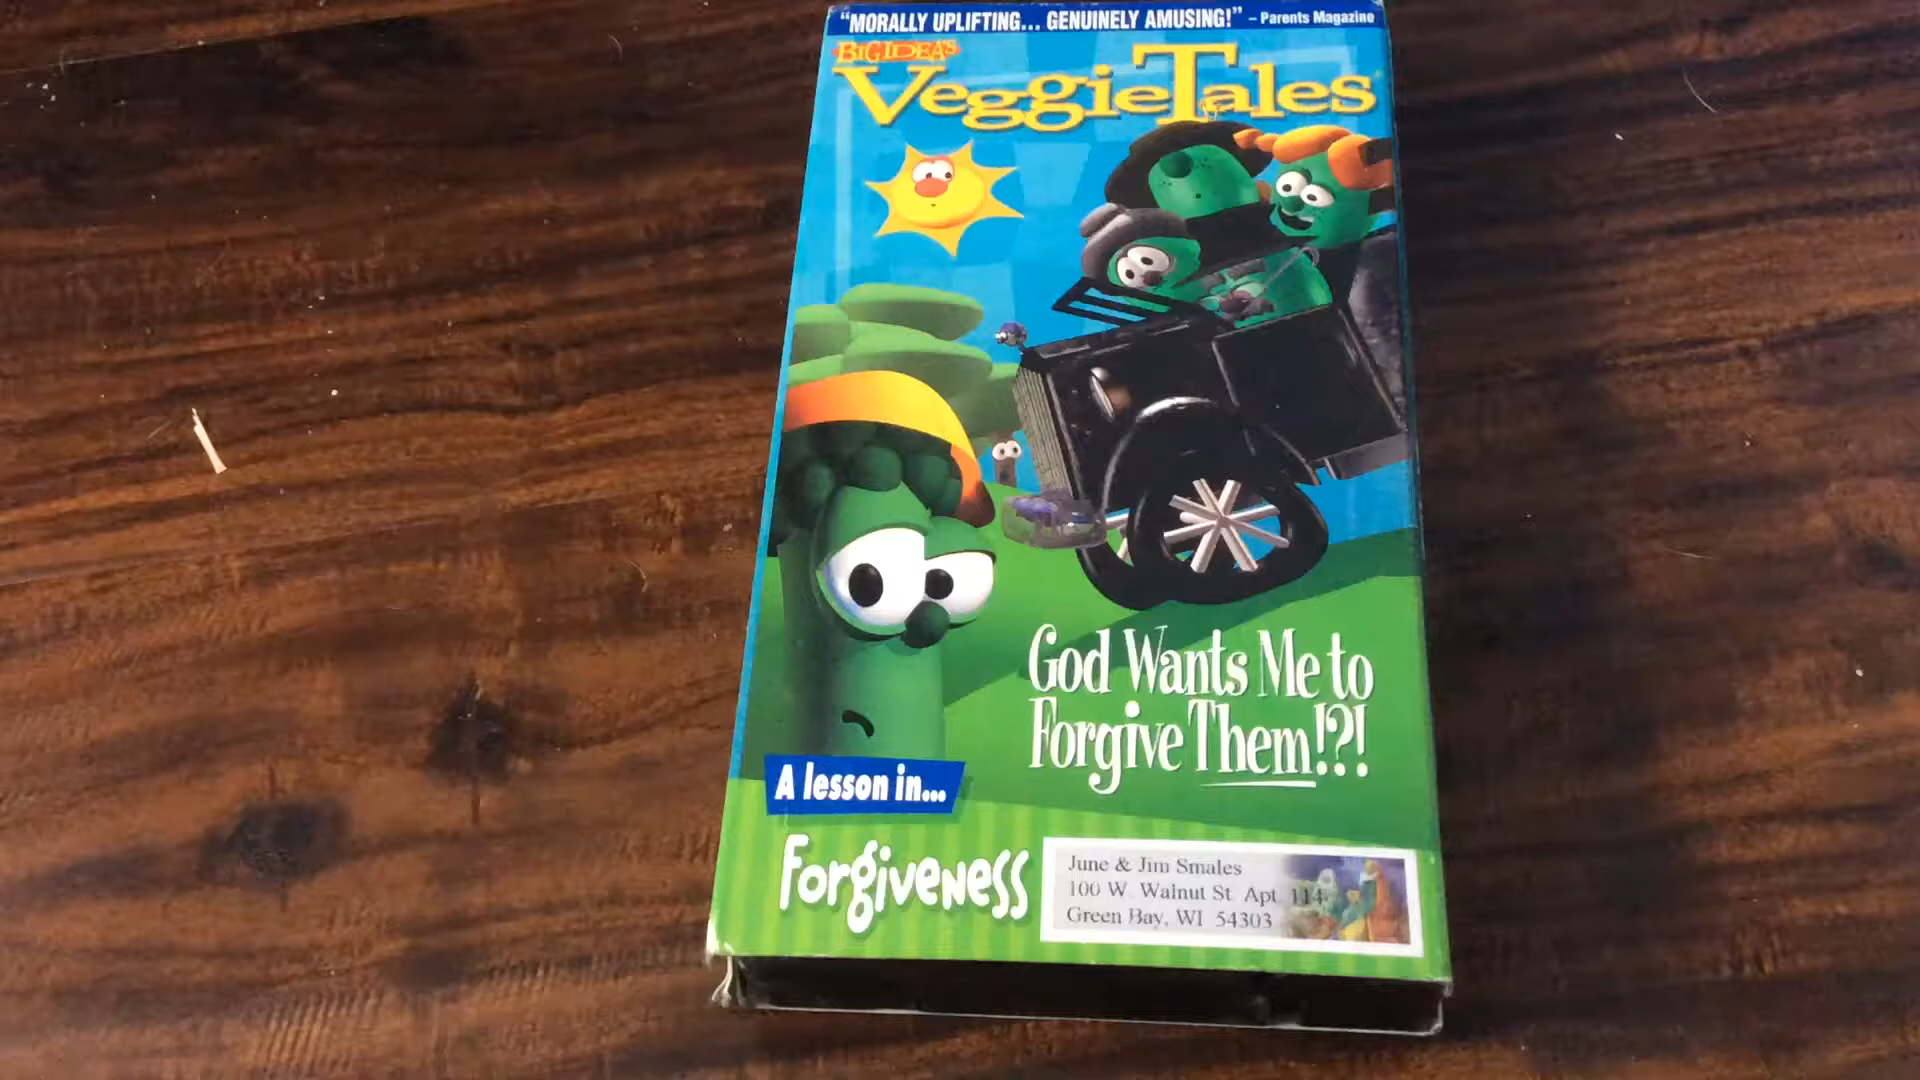 "MORALLY UPLIFTING... GENUINELY AMUSING!" – Parents Magazine
BIG IDEA'S
VeggieTales
God Wants Me to
Forgive Them!?!
A lesson in...
Forgiveness
June & Jim Smales
100 W. Walnut St. Apt 114
Green Bay, WI 54303